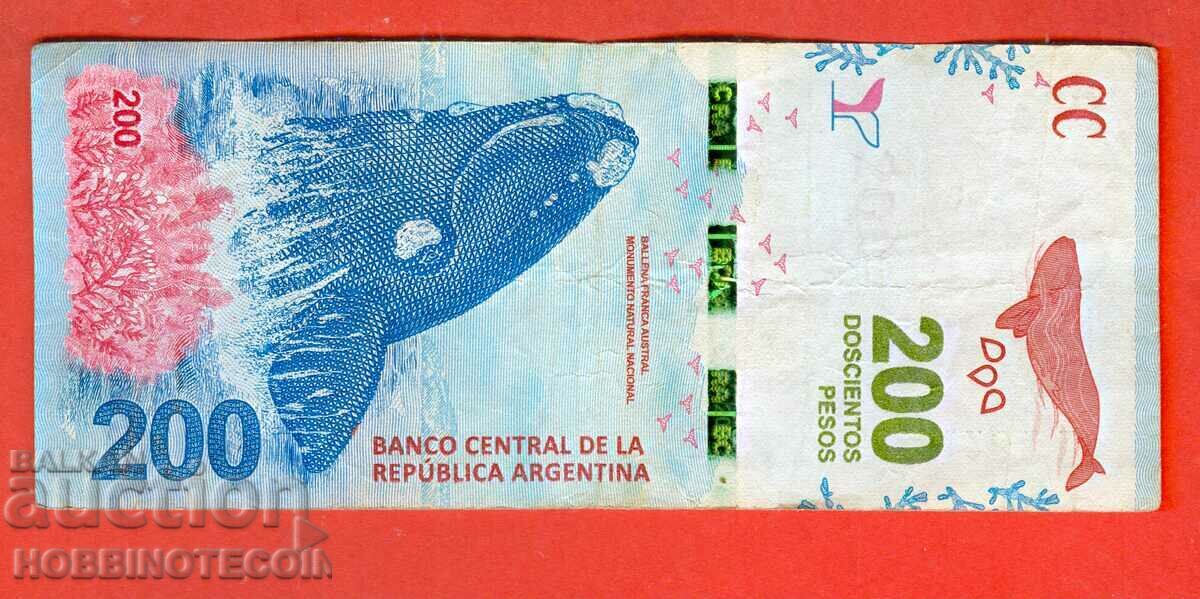 200
BALLENA FRANCA AUSTRAL
MONUMENTO NATURAL NACIONAL
200
BANCO CENTRAL DE LA
REPÚBLICA ARGENTINA
CC
200
DOSCIENTOS
PESOS
auction
HOBBINOTECOIN